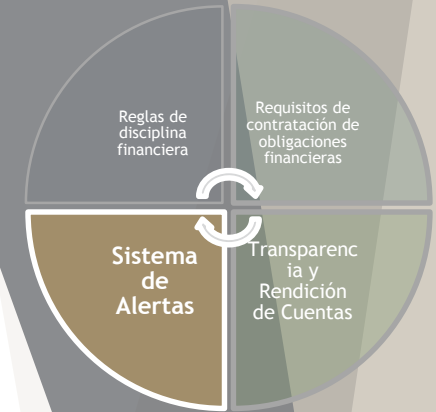 Reglas de
disciplina
financiera
Requisitos de
contratación de
obligaciones
financieras
Sistema
de
Alertas
Transparenc
ia y
Rendición
de Cuentas